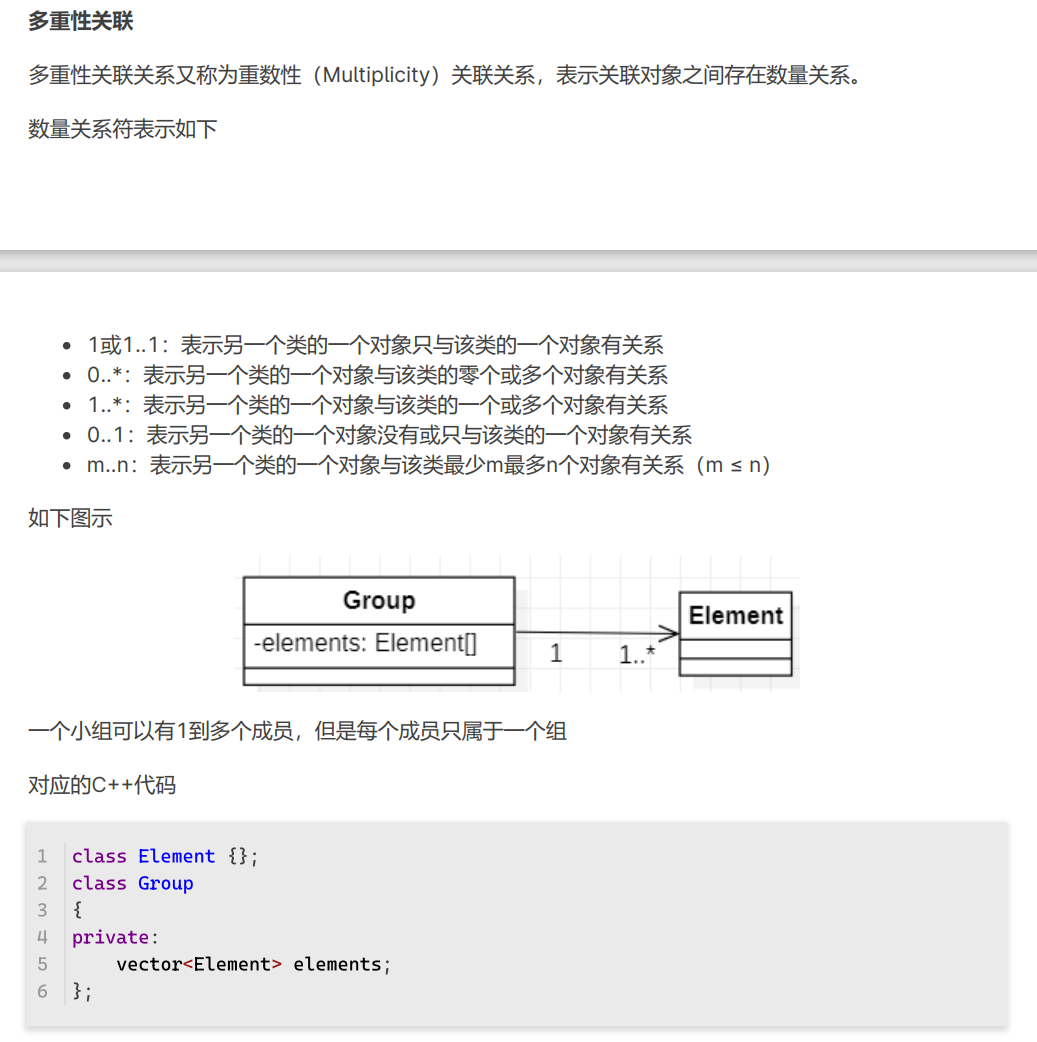 多重性关联
多重性关联关系又称为重数性（Multiplicity）关联关系，表示关联对象之间存在数量关系。
数量关系符表示如下
• 1或1..1：表示另一个类的一个对象只与该类的一个对象有关系
• 0..*：表示另一个类的一个对象与该类的零个或多个对象有关系
• 1..*：表示另一个类的一个对象与该类的一个或多个对象有关系
• 0..1：表示另一个类的一个对象没有或只与该类的一个对象有关系
• m..n：表示另一个类的一个对象与该类最少m最多n个对象有关系（m ≤ n）
如下图示
Group
-elements: Element[]
1
1..*
Element
一个小组可以有1到多个成员，但是每个成员只属于一个组
对应的C++代码
1 class Element {};
2 class Group
3 {
4 private:
5     vector<Element> elements;
6 };